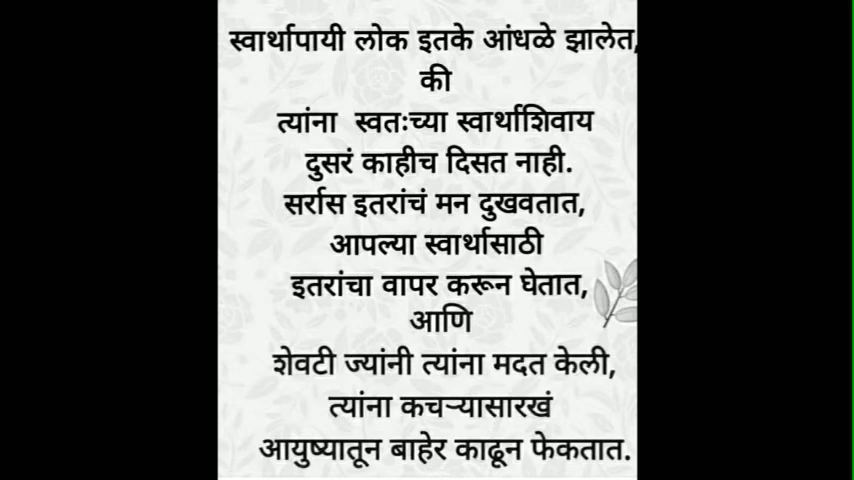 स्वार्थापायी लोक इतके आंधळे झालेत,
की
त्यांना स्वतःच्या स्वार्थाशिवाय
दुसरं काहीच दिसत नाही.
सर्रास इतरांचं मन दुखवतात,
आपल्या स्वार्थासाठी
इतरांचा वापर करून घेतात,
आणि
शेवटी ज्यांनी त्यांना मदत केली,
त्यांना कचऱ्यासारखं
आयुष्यातून बाहेर काढून फेकतात.